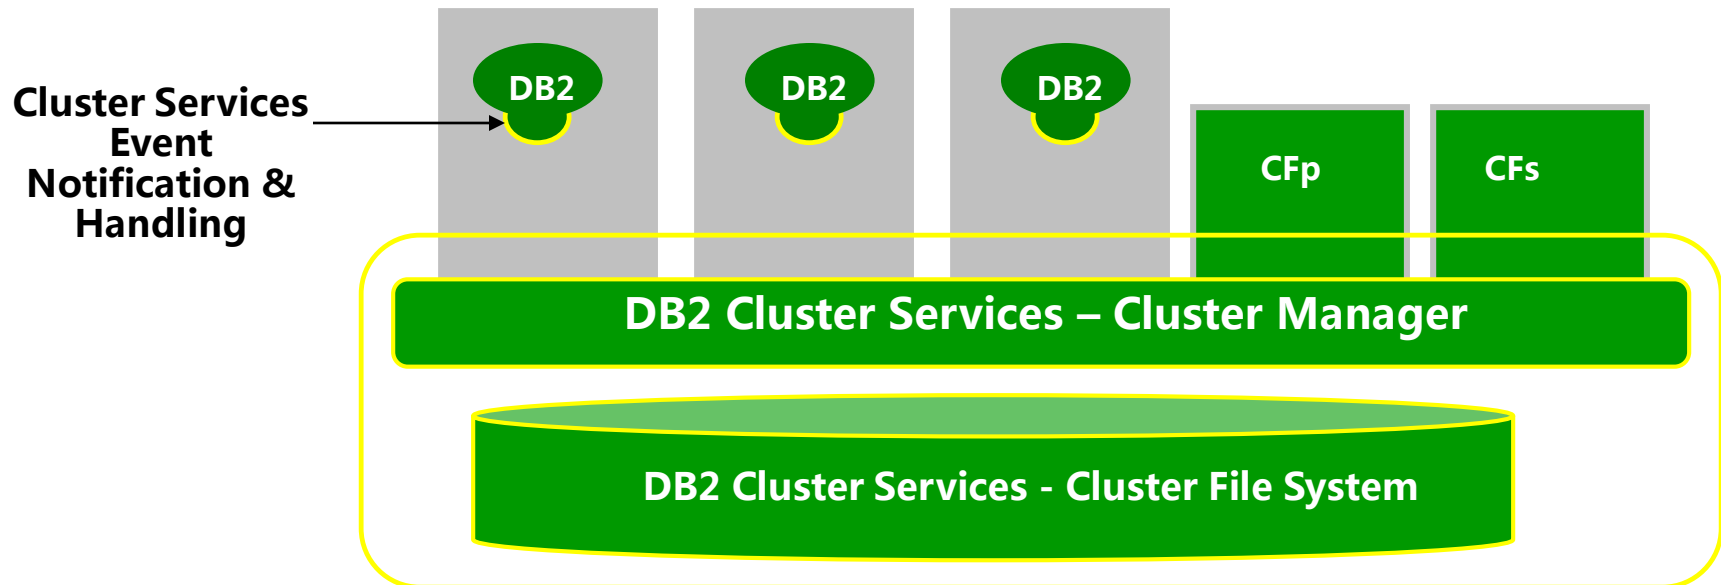 Cluster Services
Event
Notification &
Handling
DB2
DB2
DB2
CFp
CFs
DB2 Cluster Services – Cluster Manager
DB2 Cluster Services - Cluster File System